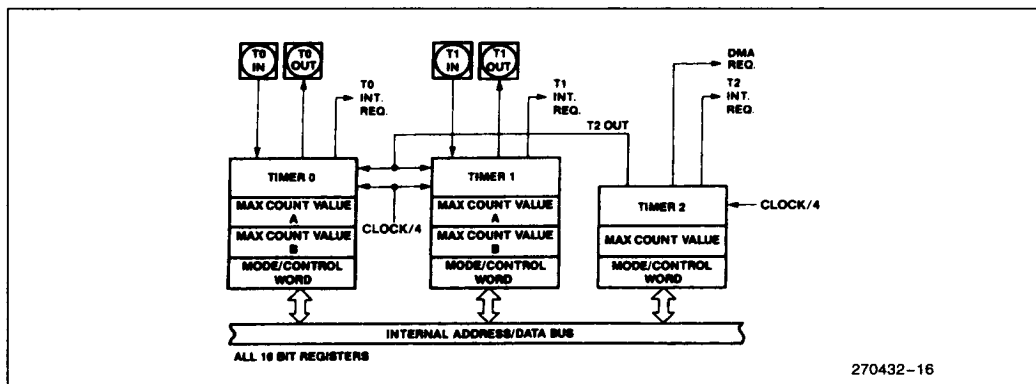 T0
IN
T0
OUT
T1
IN
T1
OUT
DMA
REQ.
T0
INT.
REQ.
T1
INT.
REQ.
T2
INT.
REQ.
T2 OUT
TIMER 0
MAX COUNT VALUE
A
MAX COUNT VALUE
B
MODE/CONTROL
WORD
CLOCK/4
TIMER 1
MAX COUNT VALUE
A
MAX COUNT VALUE
B
MODE/CONTROL
WORD
TIMER 2
MAX COUNT VALUE
MODE/CONTROL
WORD
CLOCK/4
INTERNAL ADDRESS/DATA BUS
ALL 16 BIT REGISTERS
270432-16